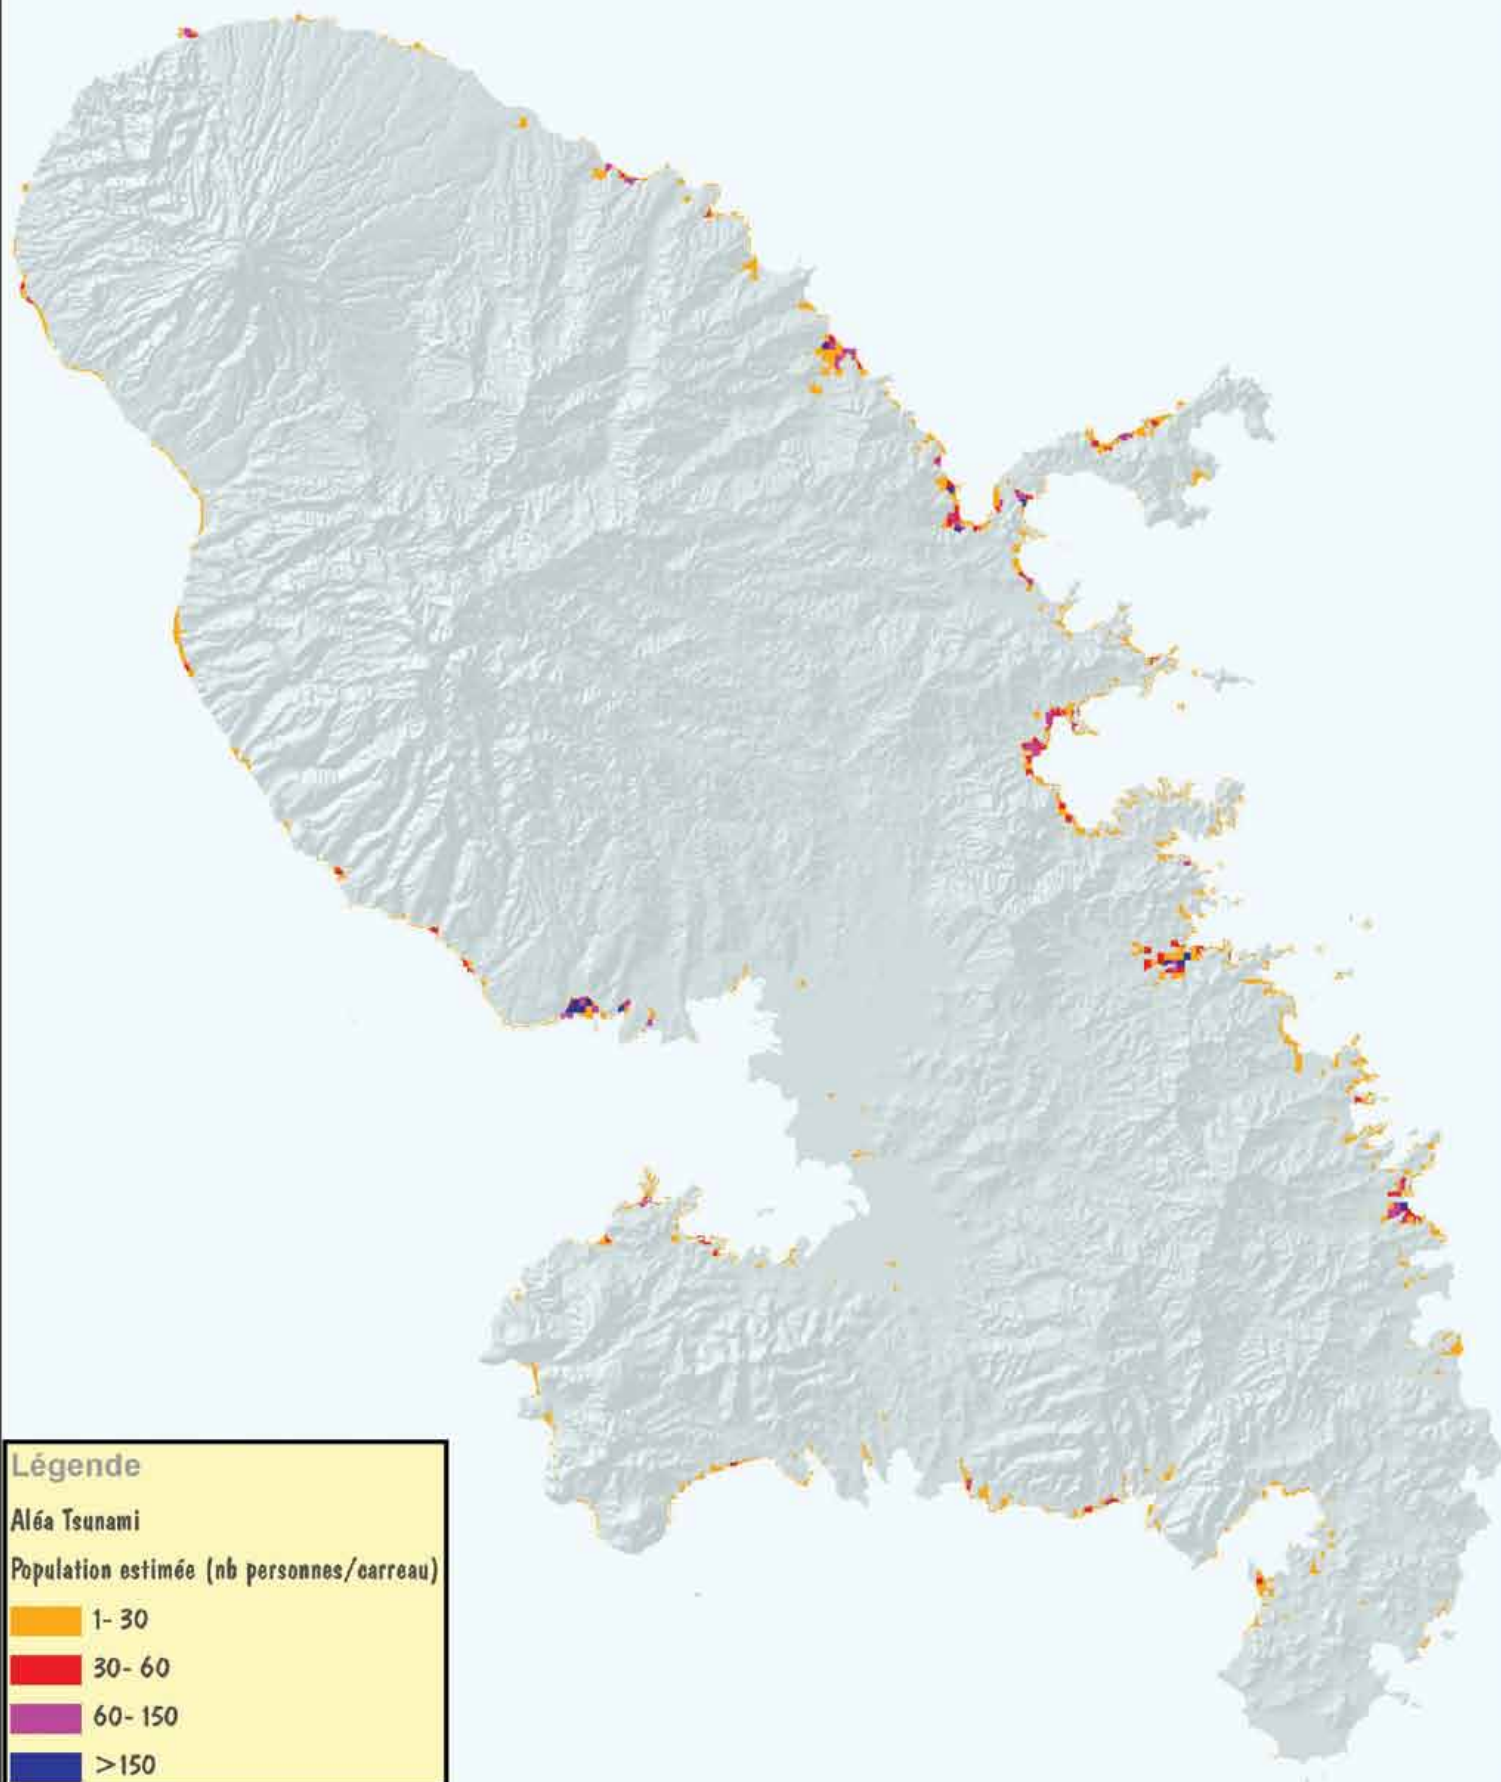 Légende
Aléa Tsunami
Population estimée (nb personnes/carreau)
1- 30
30- 60
60- 150
>150